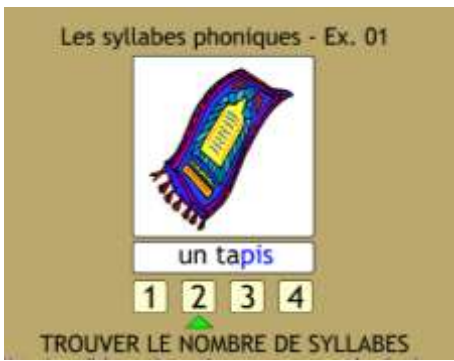 Les syllabes phoniques - Ex. 01
un tapis
1 2 3 4
TROUVER LE NOMBRE DE SYLLABES